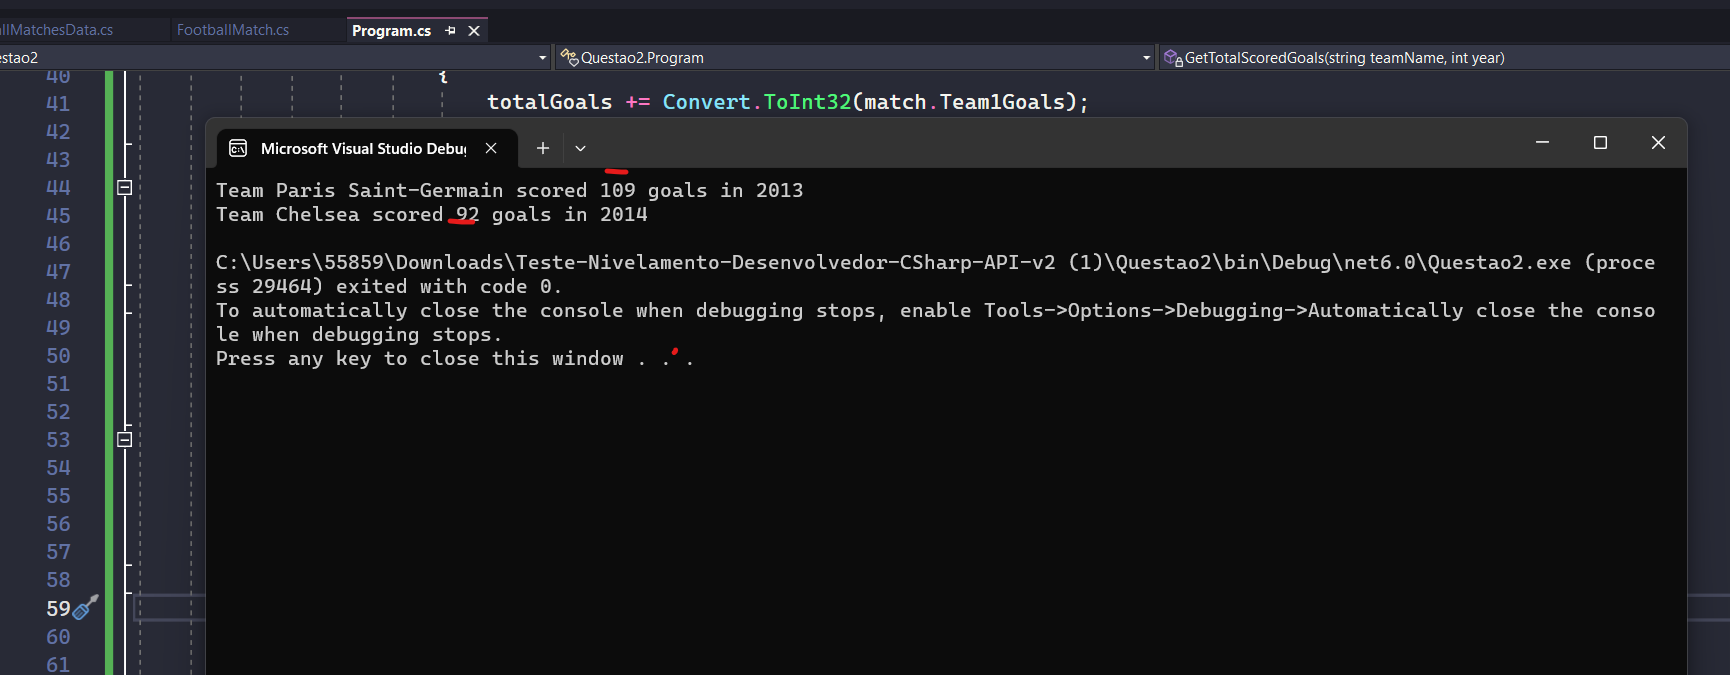 llMatchesData.cs FootballMatch.cs Program.cs
estao2 Questao2.Program GetTotalScoredGoals(string teamName, int year)
40 {
41 totalGoals += Convert.ToInt32(match.Team1Goals);
42
Microsoft Visual Studio Debug
43
44 Team Paris Saint-Germain scored 109 goals in 2013
45 Team Chelsea scored 92 goals in 2014
46
47 C:\Users\55859\Downloads\Teste-Nivelamento-Desenvolvedor-CSharp-API-v2 (1)\Questao2\bin\Debug\net6.0\Questao2.exe (proce
48 ss 29464) exited with code 0.
To automatically close the console when debugging stops, enable Tools->Options->Debugging->Automatically close the conso
49 le when debugging stops.
50 Press any key to close this window . . .
51
52
53
54
55
56
57
58
59
60
61